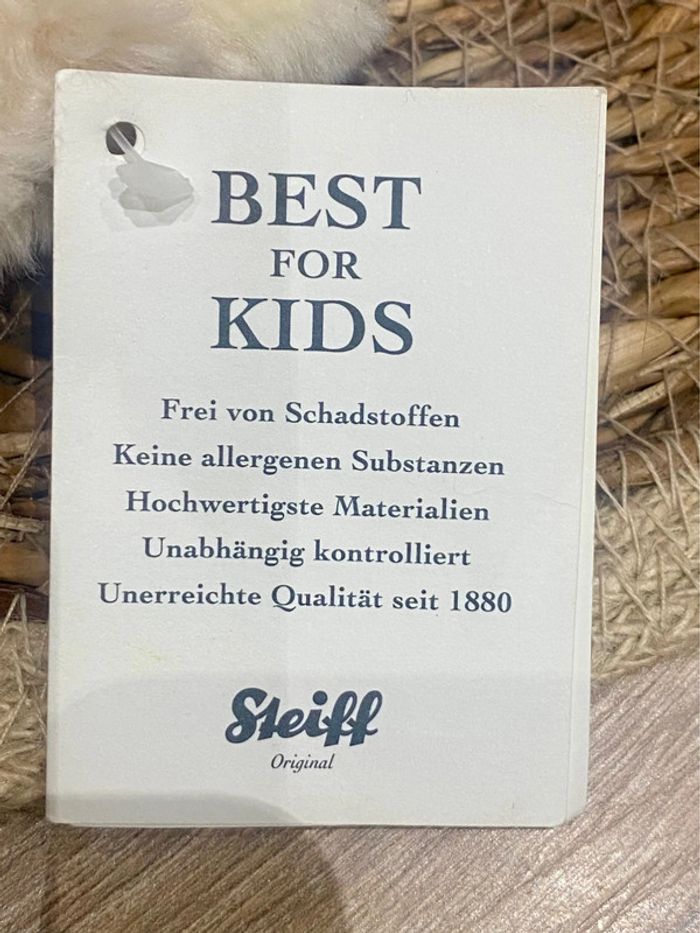 BEST
FOR
KIDS
Frei von Schadstoffen
Keine allergenen Substanzen
Hochwertigste Materialien
Unabhängig kontrolliert
Unerreichte Qualität seit 1880
Steiff
Original